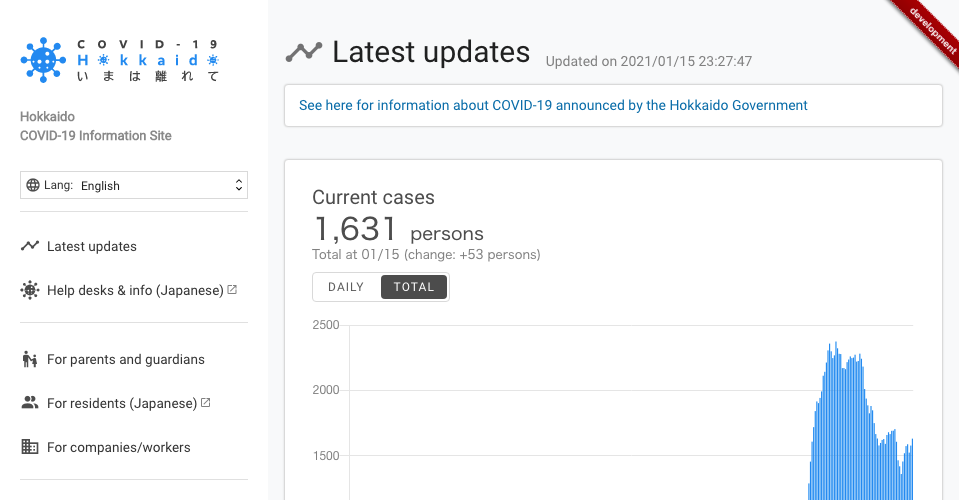 COVID-19
Hokkaido
いまは離れて
Hokkaido
COVID-19 Information Site
Lang: English
Latest updates
Help desks & info (Japanese)
For parents and guardians
For residents (Japanese)
For companies/workers
development
Latest updates Updated on 2021/01/15 23:27:47
See here for information about COVID-19 announced by the Hokkaido Government
Current cases
1,631 persons
Total at 01/15 (change: +53 persons)
DAILY TOTAL
2500
2000
1500